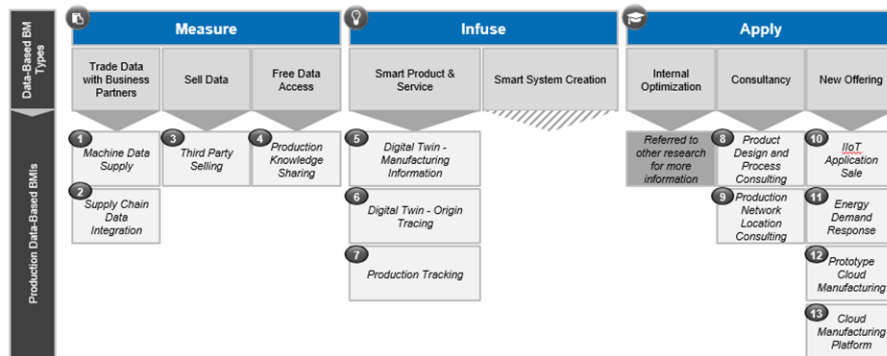 Data-Based BM
Types
Measure
Infuse
Apply
Trade Data
with Business
Partners
Sell Data
Free Data
Access
Smart Product &
Service
Smart System Creation
Internal
Optimization
Consultancy
New Offering
Production Data-Based BMIs
1
Machine Data
Supply
2
Supply Chain
Data
Integration
3
Third Party
Selling
4
Production
Knowledge
Sharing
5
Digital Twin -
Manufacturing
Information
6
Digital Twin - Origin
Tracing
7
Production Tracking
Referred to
other research
for more
information
8
Product
Design and
Process
Consulting
9
Production
Network
Location
Consulting
10
IIoT
Application
Sale
11
Energy
Demand
Response
12
Prototype
Cloud
Manufacturing
13
Cloud
Manufacturing
Platform